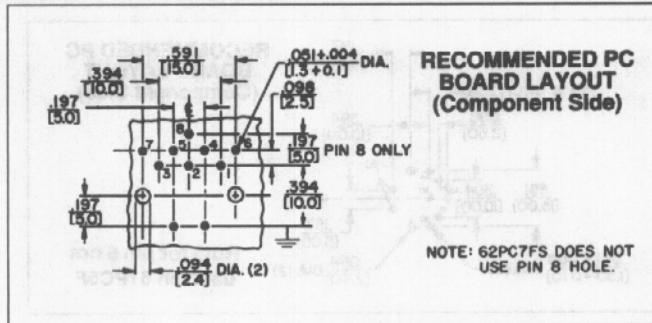 .591
[15.0]
.051+.004 DIA.
[1.3+0.1]
.394
[10.0]
.098
[2.5]
.197
[5.0]
8
7 5 4 6
3 2 1
.197
[5.0] PIN 8 ONLY
.394
[10.0]
.197
[5.0]
.094 DIA. (2)
[2.4]
RECOMMENDED PC
BOARD LAYOUT
(Component Side)
NOTE: 62PC7FS DOES NOT
USE PIN 8 HOLE.